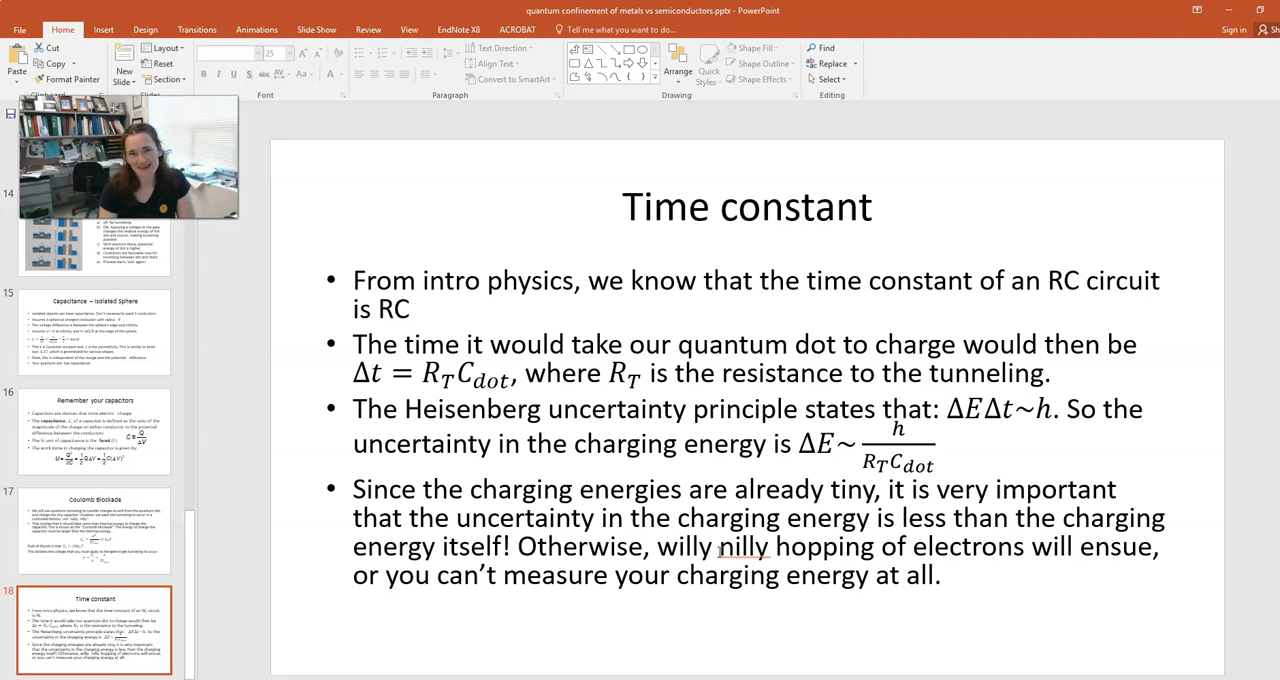 quantum confinement of metals vs semiconductors.pptx - PowerPoint
File Home Insert Design Transitions Animations Slide Show Review View EndNote X8 ACROBAT Tell me what you want to do... Sign in Sh
Paste
Cut
Copy
Format Painter
Clipboard
New Slide
Layout
Reset
Section
Slides
25
B I U S abc AV Aa A
Font
Paragraph
Text Direction
Align Text
Convert to SmartArt
Arrange
Quick Styles
Shape Fill
Shape Outline
Shape Effects
Drawing
Find
Replace
Select
Editing
14
15
Capacitance – Isolated Sphere
16
Remember your capacitors
17
Coulomb Blockade
18
Time constant
Time constant
• From intro physics, we know that the time constant of an RC circuit
is RC
• The time it would take our quantum dot to charge would then be
Δt = R_T C_dot, where R_T is the resistance to the tunneling.
• The Heisenberg uncertainty principle states that: ΔEΔt~h. So the
uncertainty in the charging energy is ΔE~ h / R_T C_dot
• Since the charging energies are already tiny, it is very important
that the uncertainty in the charging energy is less than the charging
energy itself! Otherwise, willy nilly hopping of electrons will ensue,
or you can't measure your charging energy at all.